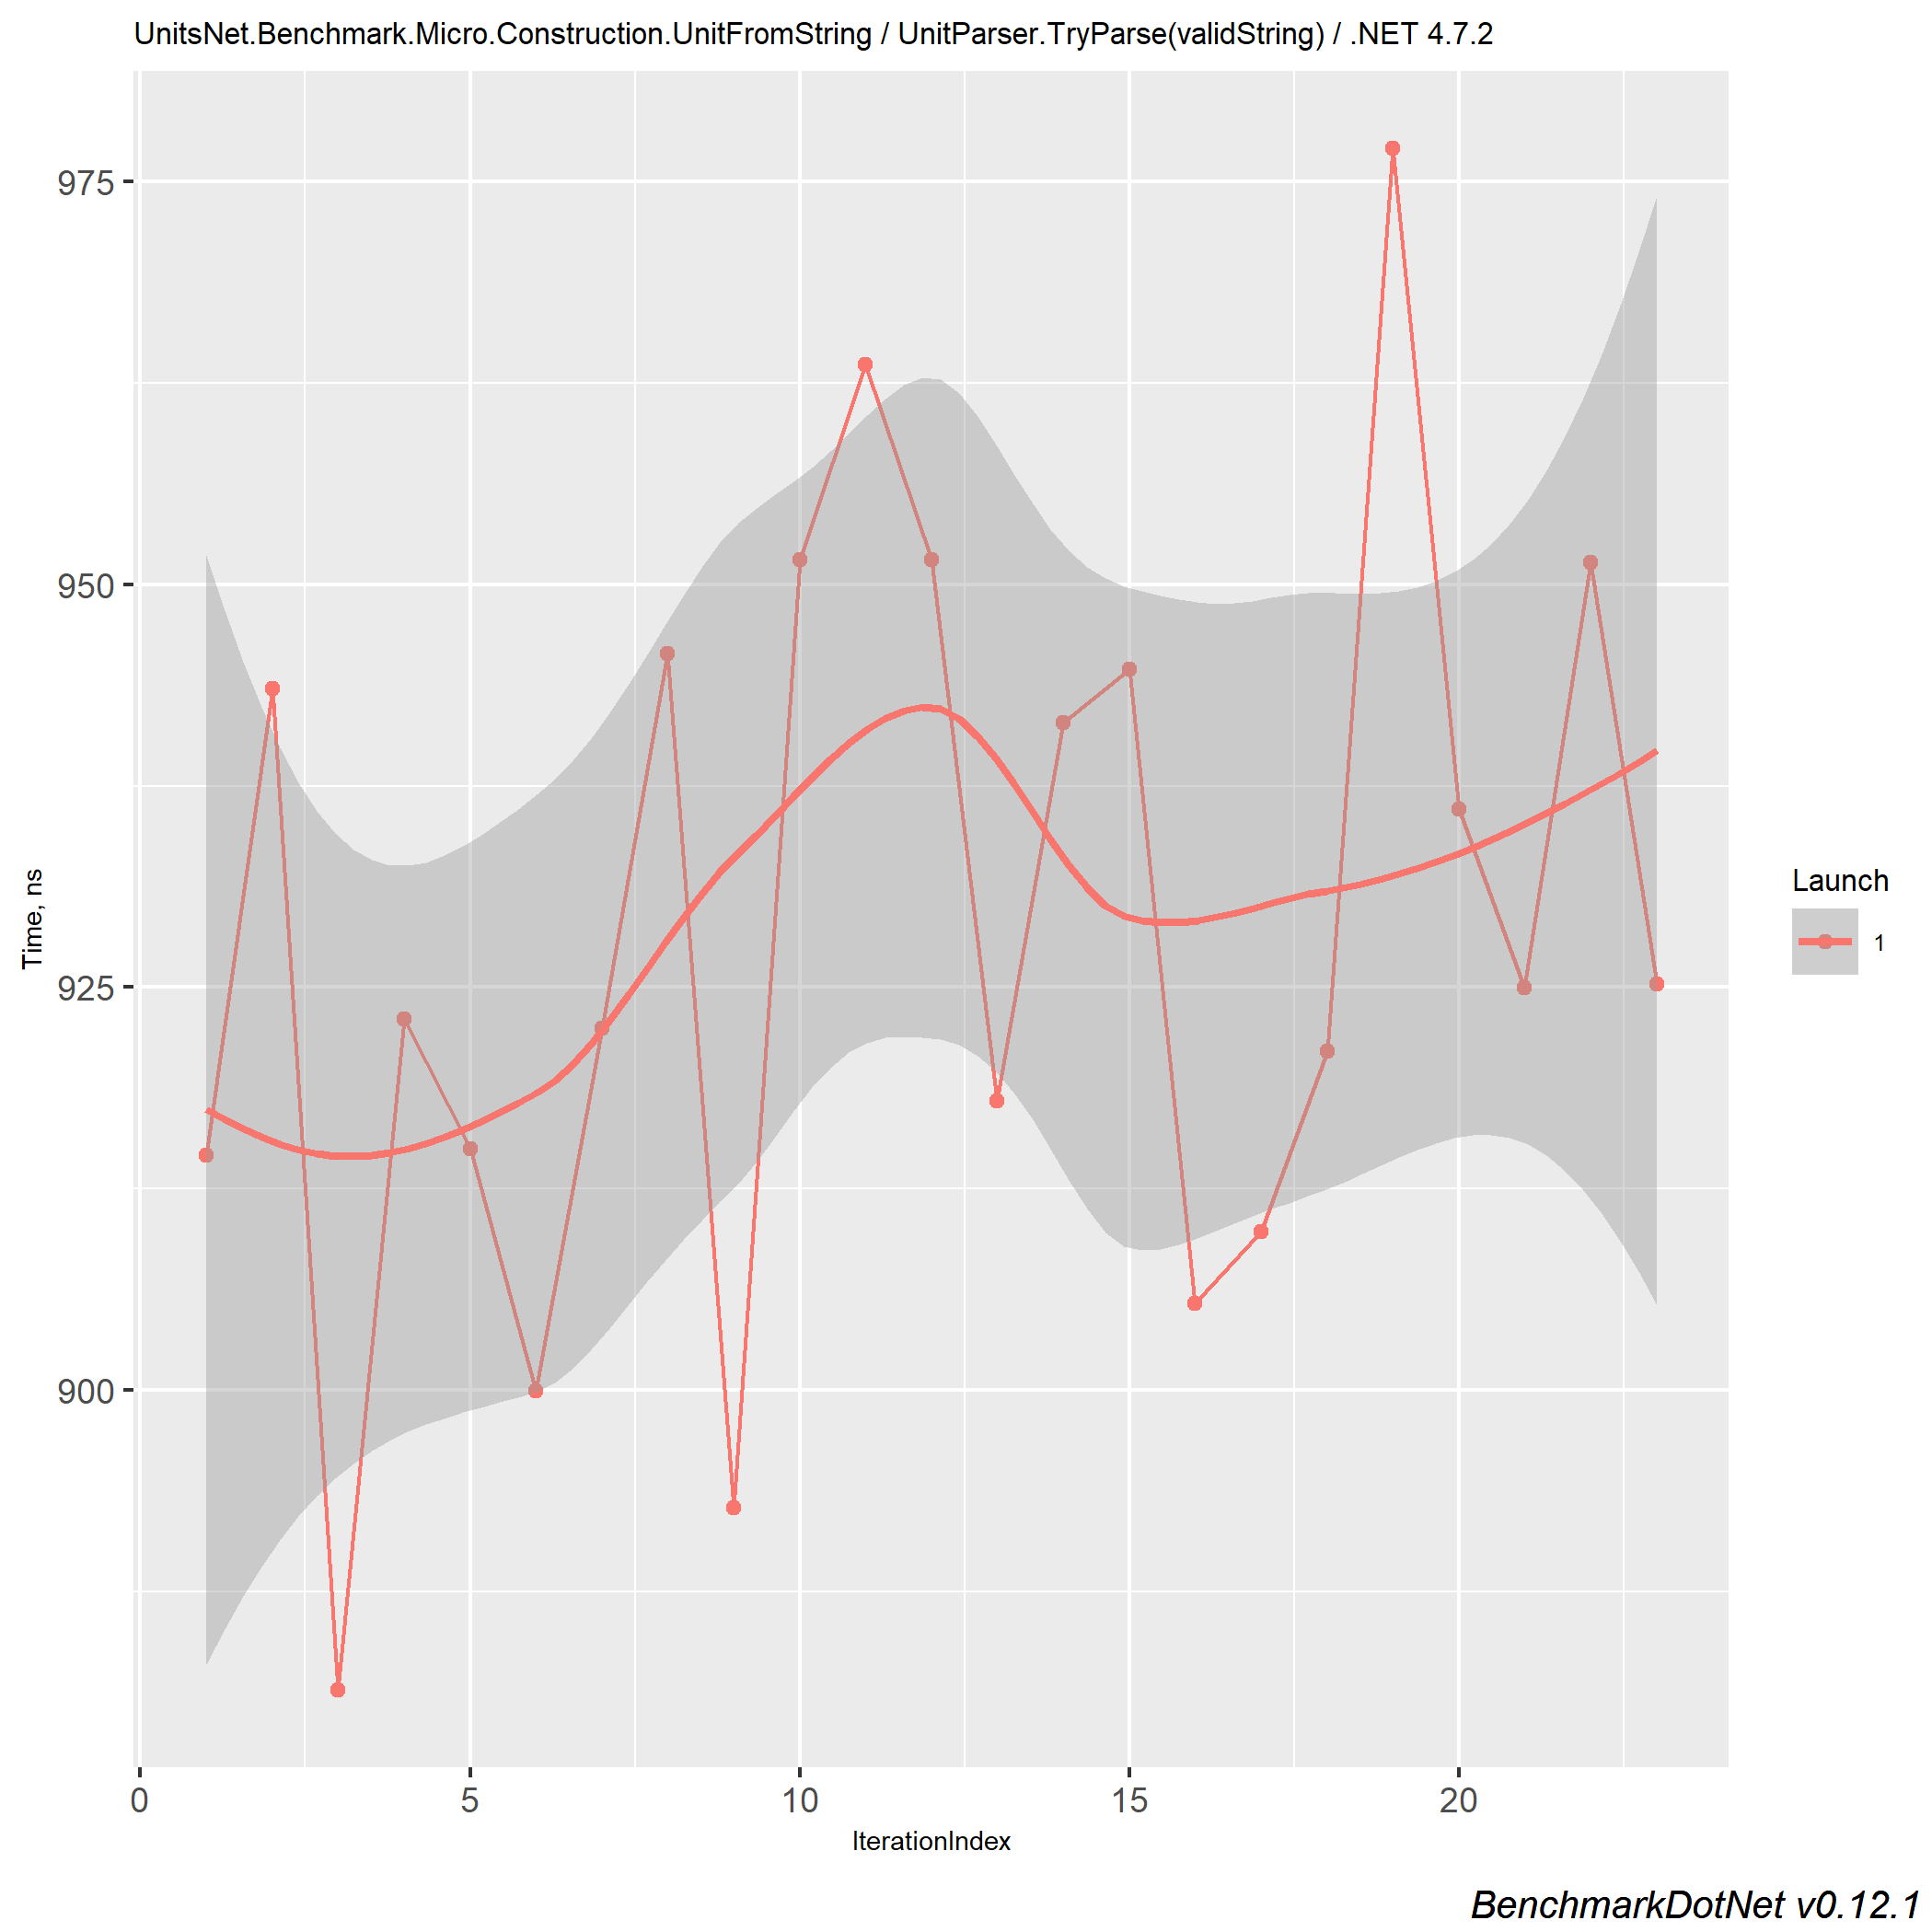 UnitsNet.Benchmark.Micro.Construction.UnitFromString / UnitParser.TryParse(validString) / .NET 4.7.2
975
950
925
900
Time, ns
0 5 10 15 20
IterationIndex
Launch
1
BenchmarkDotNet v0.12.1